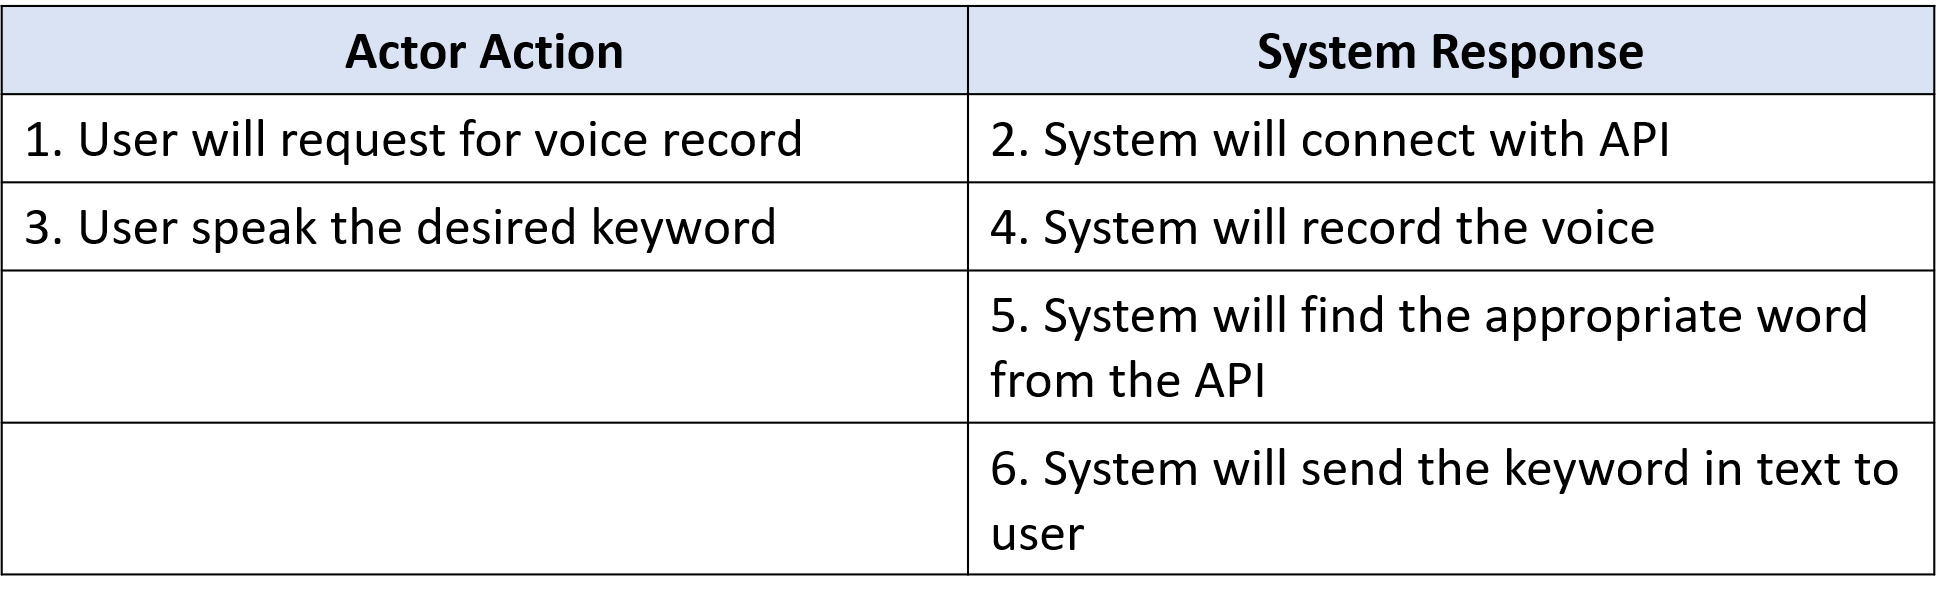 Actor Action
System Response
1. User will request for voice record
2. System will connect with API
3. User speak the desired keyword
4. System will record the voice
5. System will find the appropriate word
from the API
6. System will send the keyword in text to
user